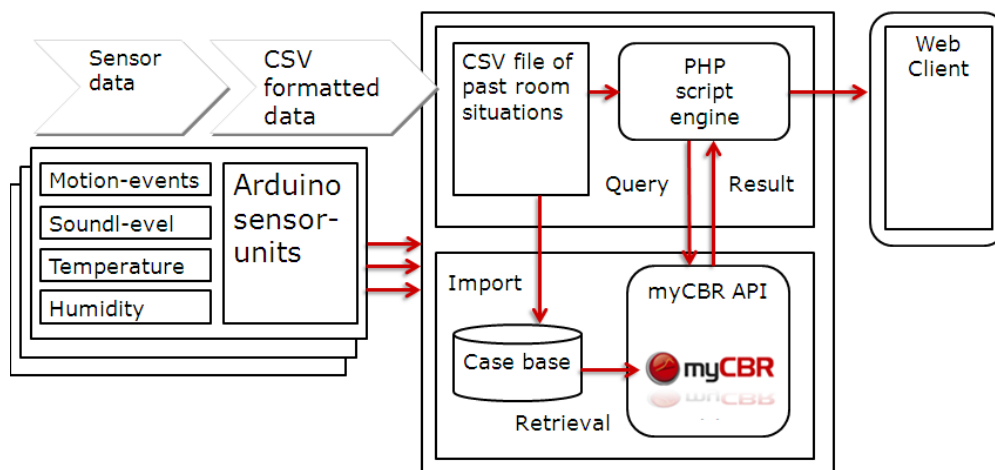 Sensor
data
CSV
formatted
data
CSV file of
past room
situations
PHP
script
engine
Web
Client
Motion-events
Soundl-evel
Temperature
Humidity
Arduino
sensor-
units
Query
Result
Import
myCBR API
Case base
myCBR
Retrieval